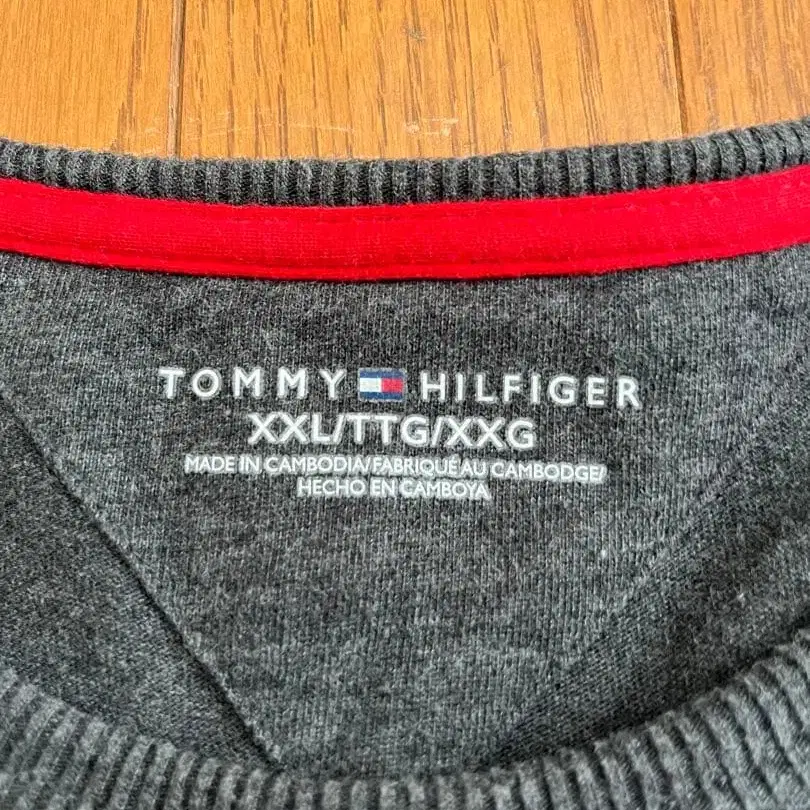 TOMMY HILFIGER
XXL/TTG/XXG
MADE IN CAMBODIA/FABRIQUÉ AU CAMBODGE/
HECHO EN CAMBOYA